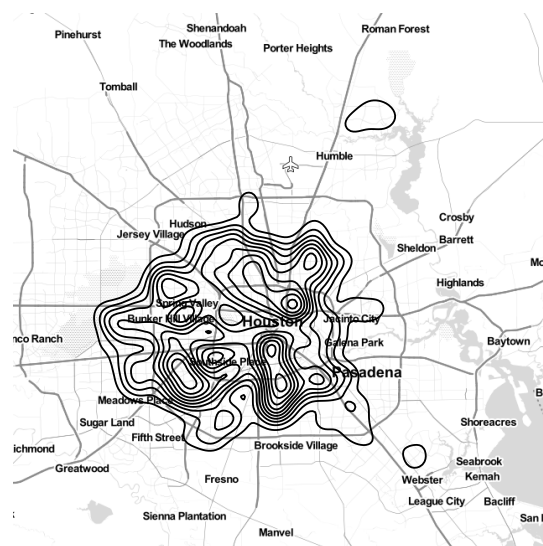 Roman Forest
Shenandoah
Pinehurst
The Woodlands
Porter Heights
Tomball
Humble
Crosby
Hudson
Jersey Village
Barrett
Sheldon
Mo
Highlands
Spring Valley
Bunker Hill Village
Houston
Jacinto City
nco Ranch
Galena Park
Baytown
Southside Place
Pasadena
B
Meadows Place
Sugar Land
Shoreacres
Fifth Street
Brookside Village
ichmond
Seabrook
Greatwood
Kemah
Fresno
Webster
League City
Bacliff
Sienna Plantation
San
Manvel